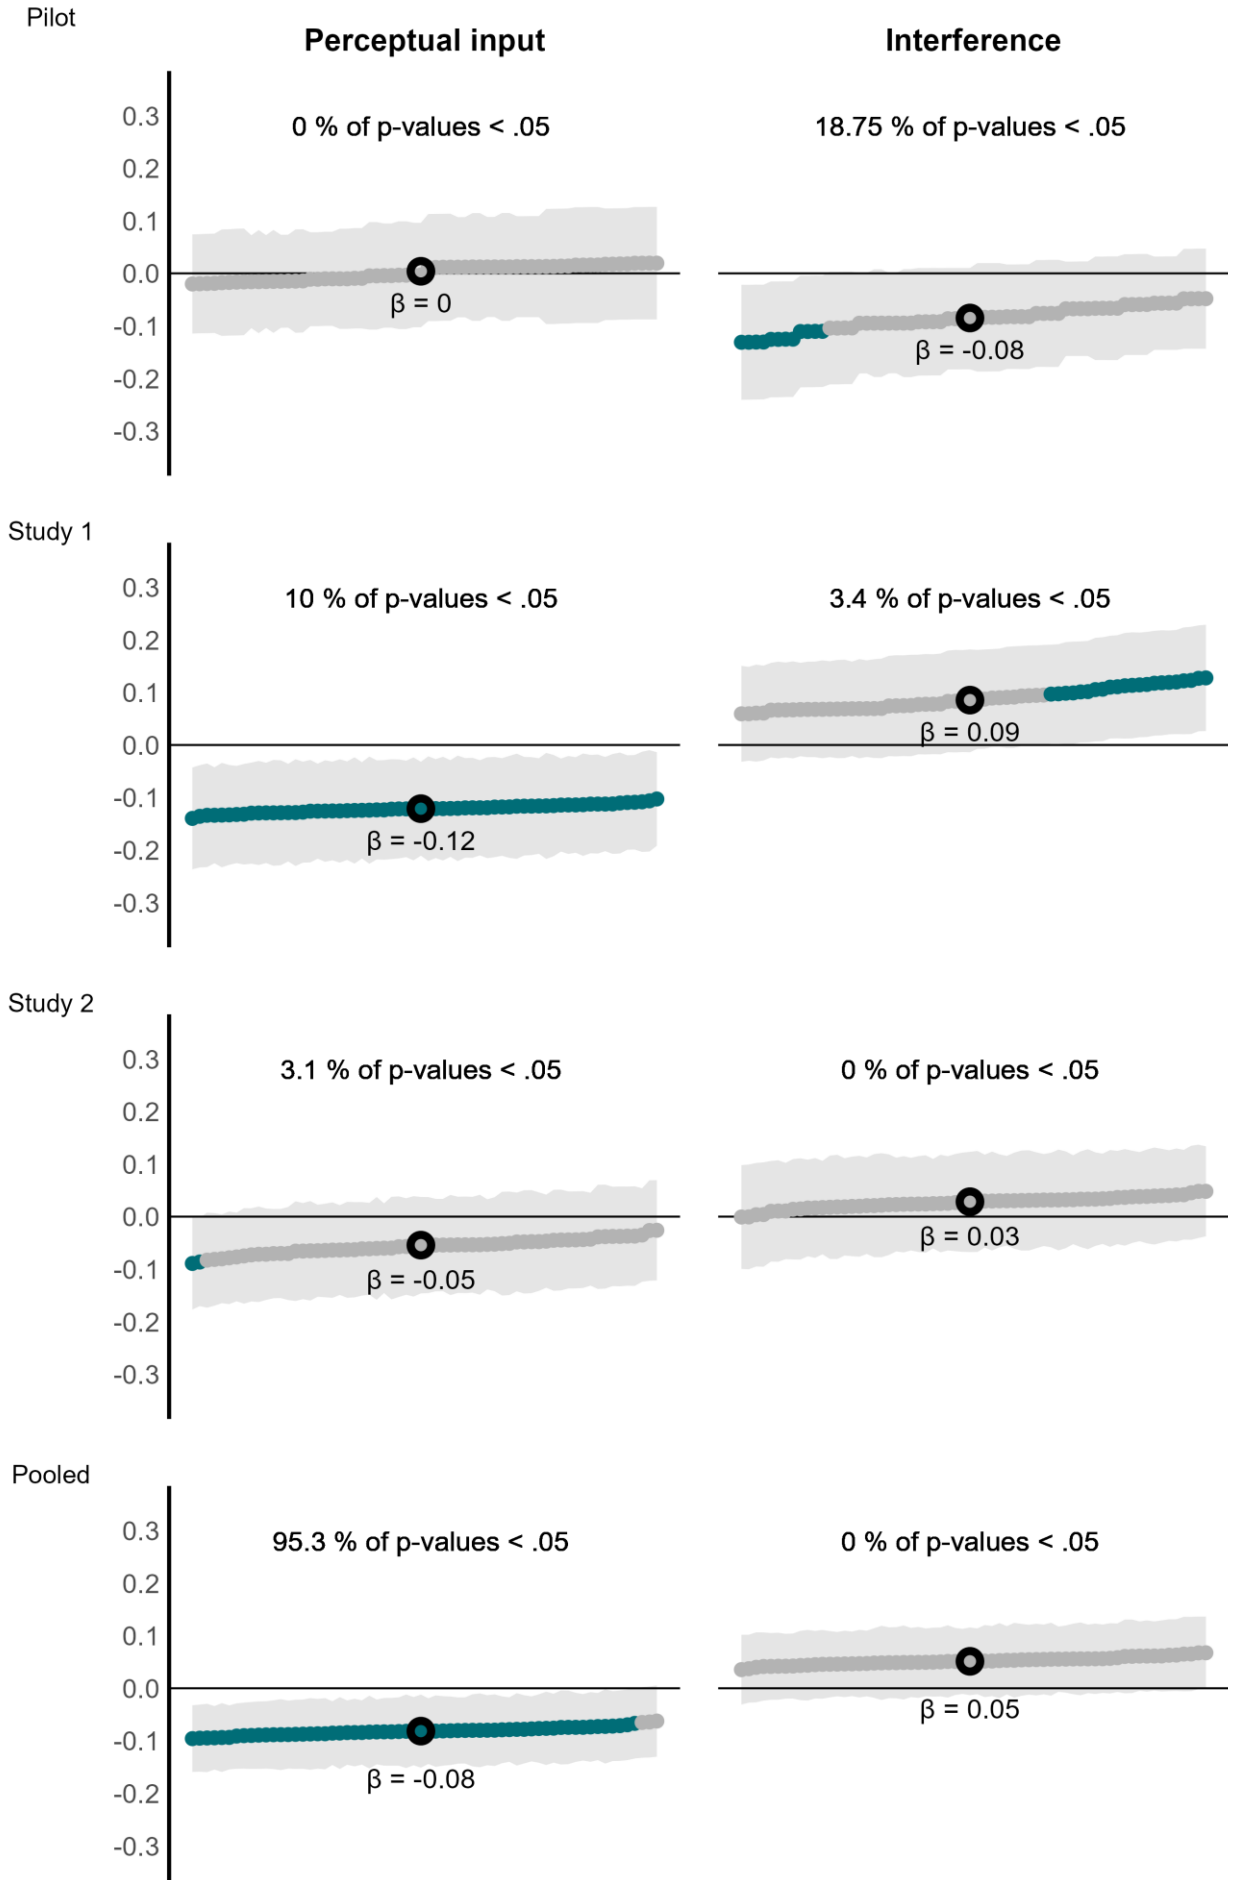 Pilot
Perceptual input
Interference
0.3
0.2
0.1
0.0
-0.1
-0.2
-0.3
0 % of p-values < .05
β = 0
18.75 % of p-values < .05
β = -0.08
Study 1
0.3
0.2
0.1
0.0
-0.1
-0.2
-0.3
10 % of p-values < .05
β = -0.12
3.4 % of p-values < .05
β = 0.09
Study 2
0.3
0.2
0.1
0.0
-0.1
-0.2
-0.3
3.1 % of p-values < .05
β = -0.05
0 % of p-values < .05
β = 0.03
Pooled
0.3
0.2
0.1
0.0
-0.1
-0.2
-0.3
95.3 % of p-values < .05
β = -0.08
0 % of p-values < .05
β = 0.05